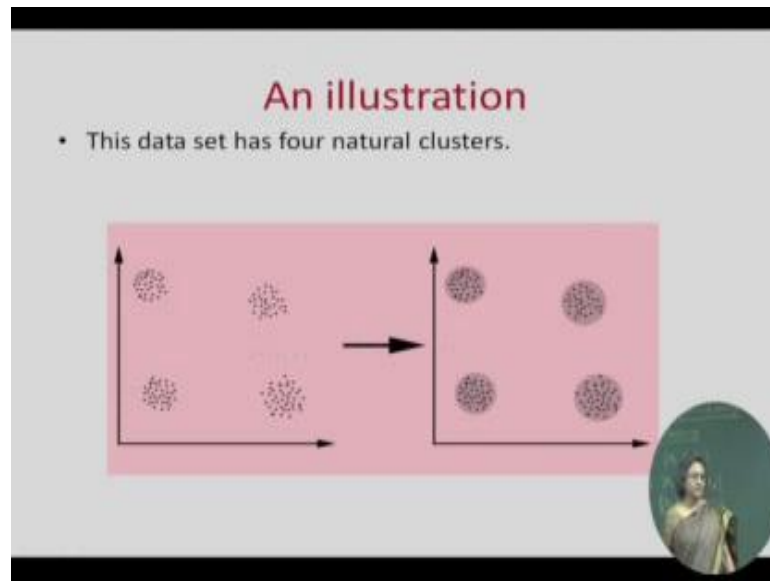 An illustration
• This data set has four natural clusters.